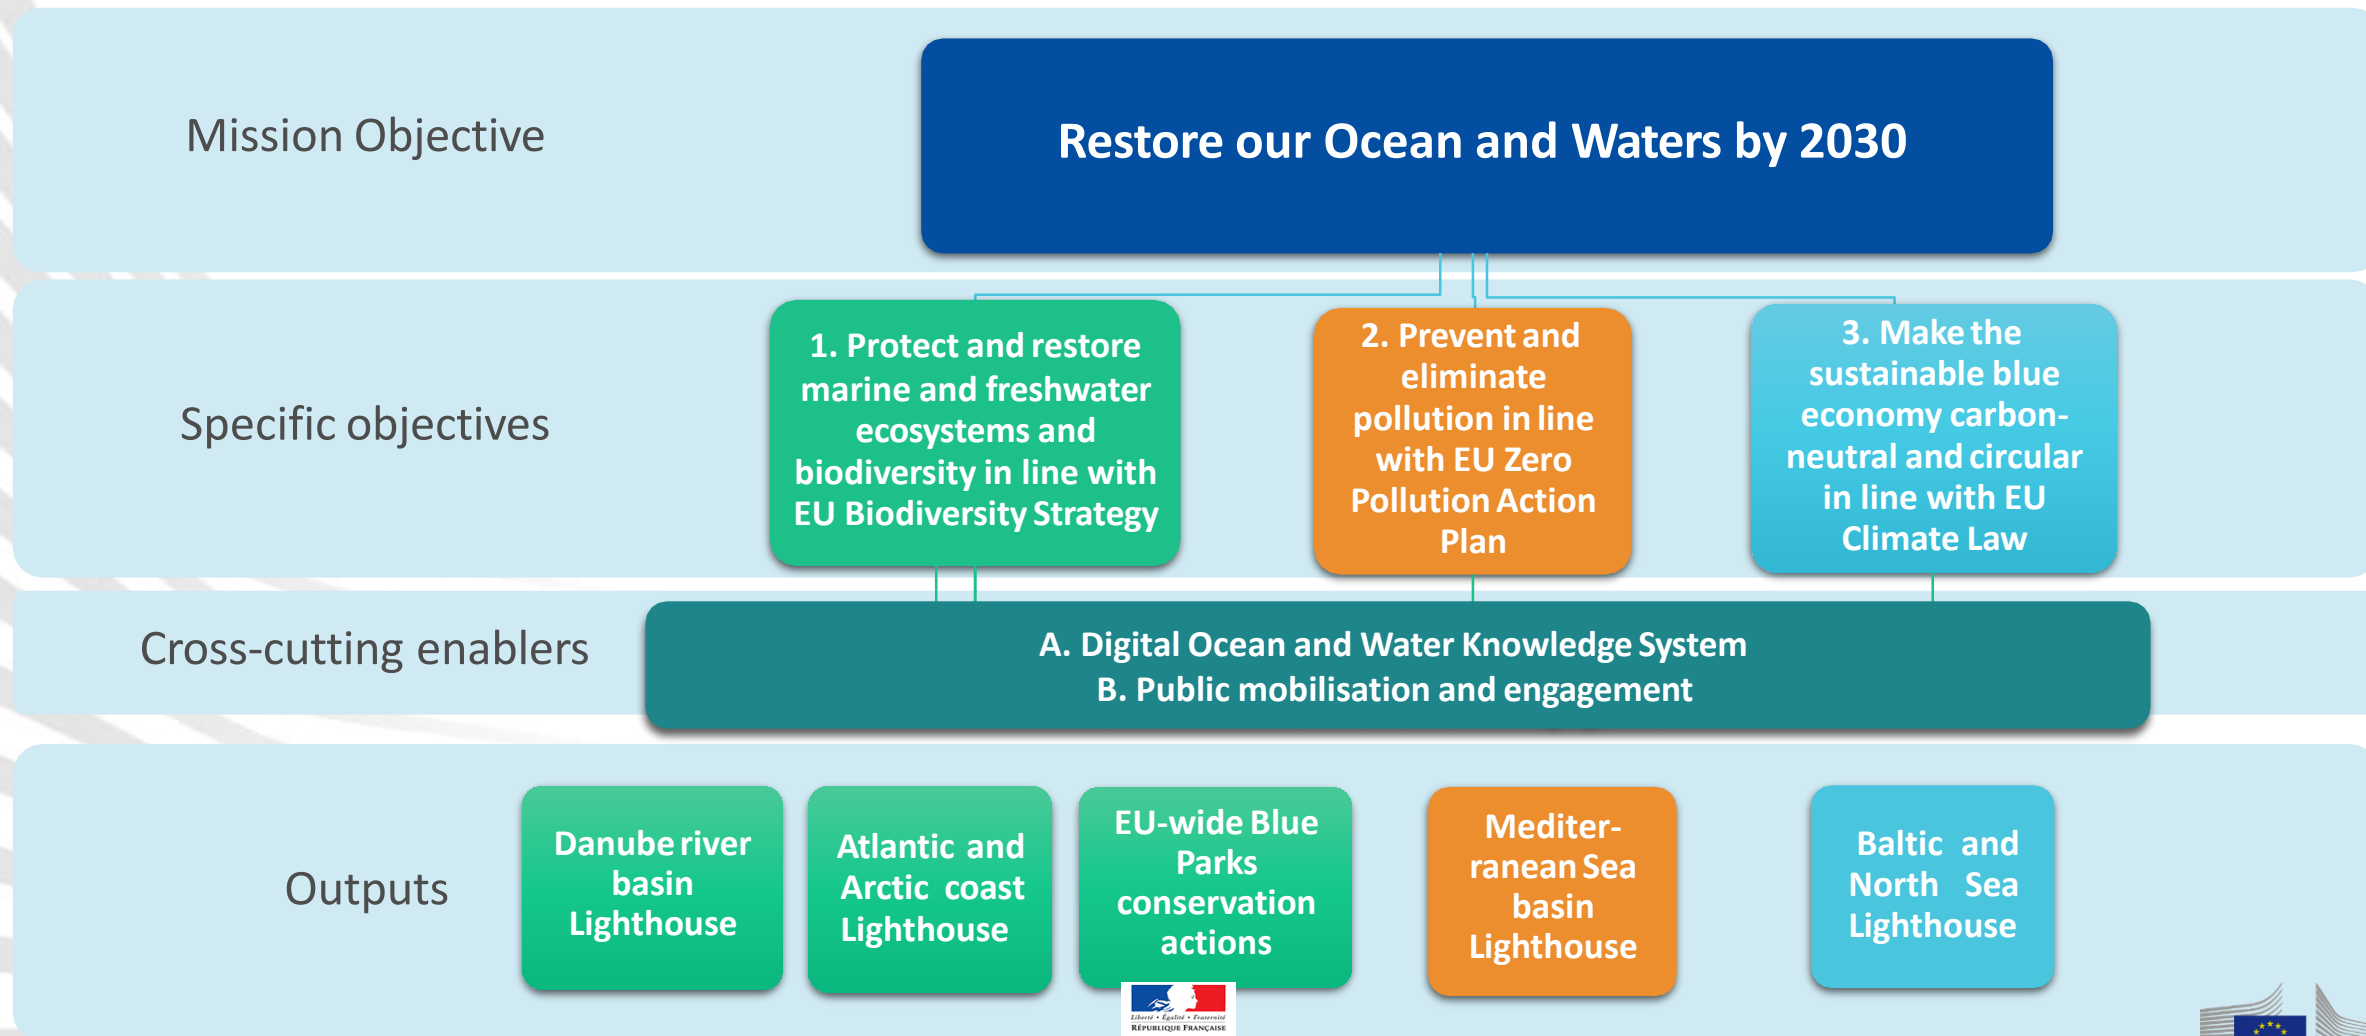 Mission Objective
Restore our Ocean and Waters by 2030
Specific objectives
1. Protect and restore
marine and freshwater
ecosystems and
biodiversity in line with
EU Biodiversity Strategy
2. Prevent and
eliminate
pollution in line
with EU Zero
Pollution Action
Plan
3. Make the
sustainable blue
economy carbon-
neutral and circular
in line with EU
Climate Law
Cross-cutting enablers
A. Digital Ocean and Water Knowledge System
B. Public mobilisation and engagement
Outputs
Danube river
basin
Lighthouse
Atlantic and
Arctic coast
Lighthouse
EU-wide Blue
Parks
conservation
actions
Mediter-
ranean Sea
basin
Lighthouse
Baltic and
North Sea
Lighthouse
Liberté • Égalité • Fraternité
RÉPUBLIQUE FRANÇAISE